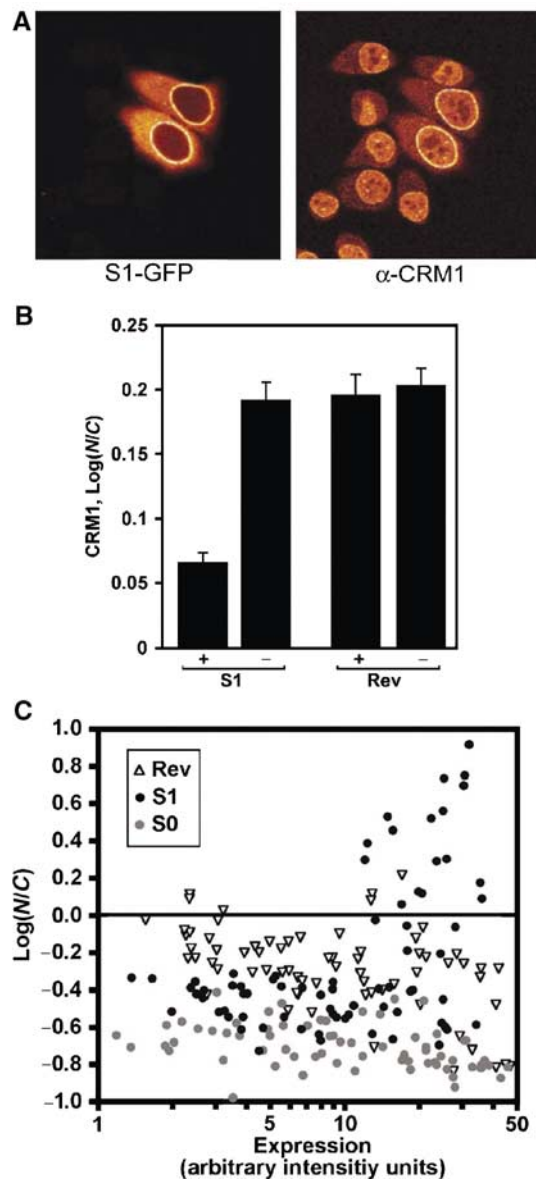 A
S1-GFP
α-CRM1
B
CRM1, Log(N/C)
0.25
0.2
0.15
0.1
0.05
0
+
−
+
−
S1
Rev
C
Log(N/C)
1.0
0.8
0.6
0.4
0.2
0.0
−0.2
−0.4
−0.6
−0.8
−1.0
Rev
S1
S0
1
2
5
10
50
Expression
(arbitrary intensitiy units)